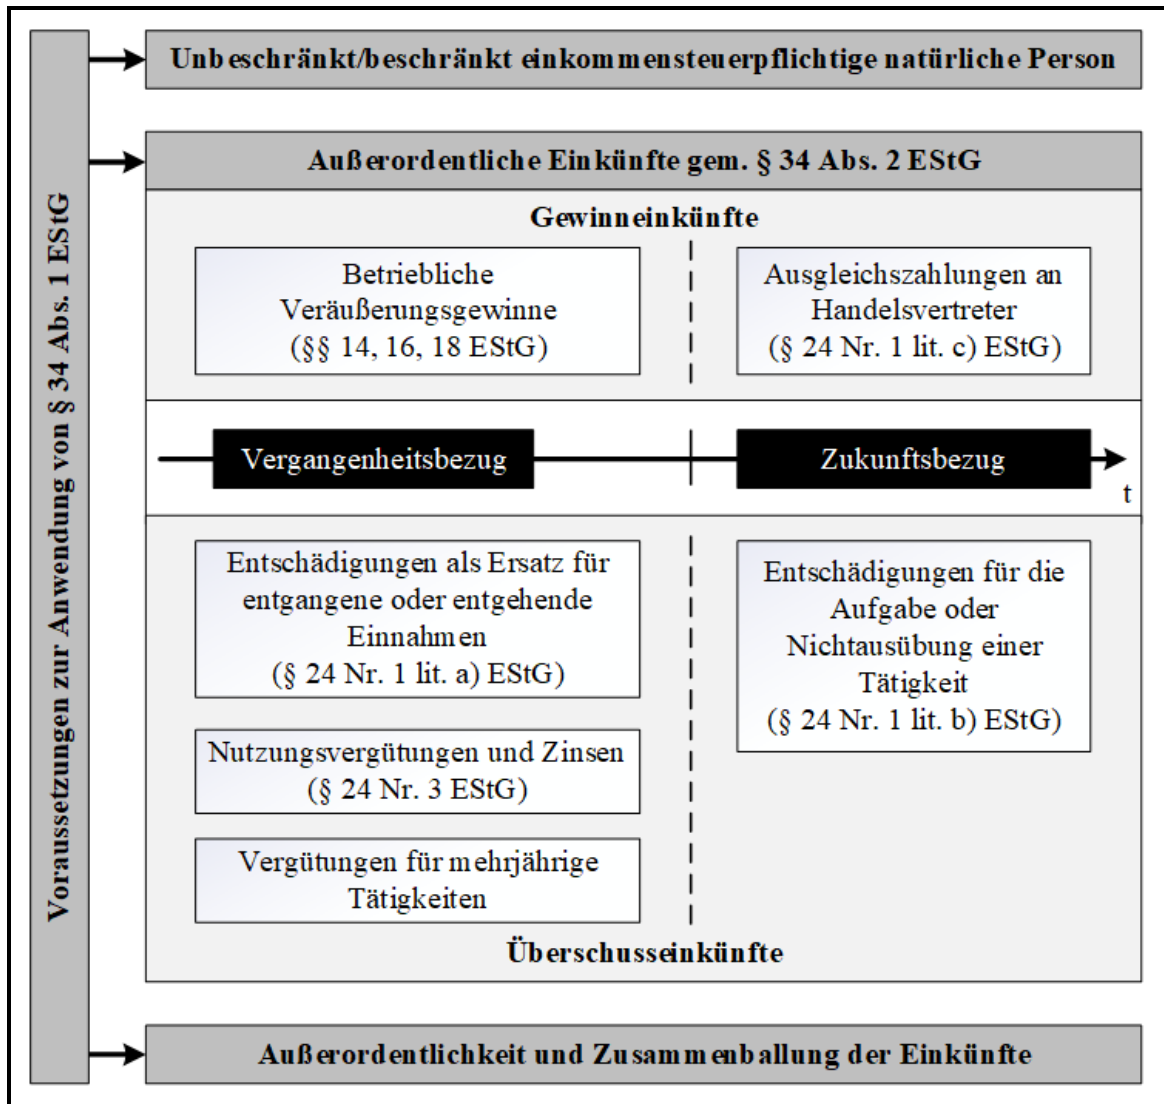 Voraussetzungen zur Anwendung von § 34 Abs. 1 EStG
Unbeschränkt/beschränkt einkommensteuerpflichtige natürliche Person
Außerordentliche Einkünfte gem. § 34 Abs. 2 EStG
Gewinneinkünfte
Betriebliche
Veräußerungsgewinne
(§§ 14, 16, 18 EStG)
Ausgleichszahlungen an
Handelsvertreter
(§ 24 Nr. 1 lit. c) EStG)
Vergangenheitsbezug
Zukunftsbezug
t
Entschädigungen als Ersatz für
entgangene oder entgehende
Einnahmen
(§ 24 Nr. 1 lit. a) EStG)
Entschädigungen für die
Aufgabe oder
Nichtausübung einer
Tätigkeit
(§ 24 Nr. 1 lit. b) EStG)
Nutzungsvergütungen und Zinsen
(§ 24 Nr. 3 EStG)
Vergütungen für mehrjährige
Tätigkeiten
Überschusseinkünfte
Außerordentlichkeit und Zusammenballung der Einkünfte